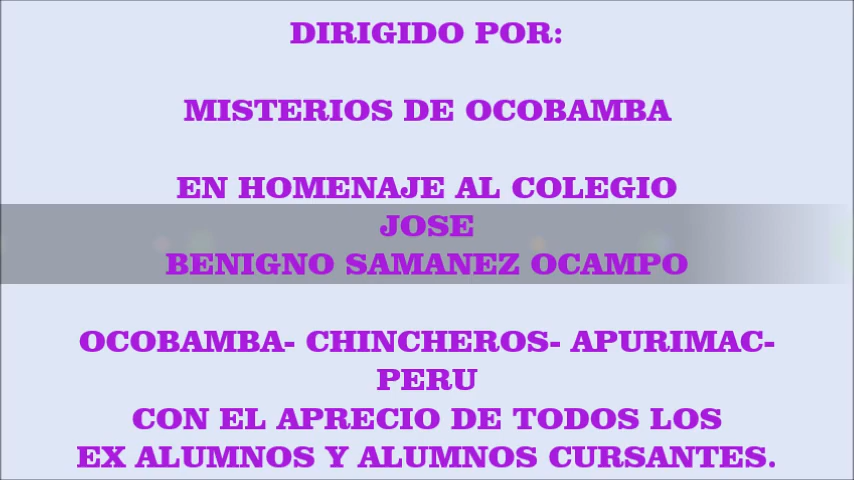 DIRIGIDO POR:
MISTERIOS DE OCOBAMBA
EN HOMENAJE AL COLEGIO
JOSE
BENIGNO SAMANEZ OCAMPO
OCOBAMBA- CHINCHEROS- APURIMAC-
PERU
CON EL APRECIO DE TODOS LOS
EX ALUMNOS Y ALUMNOS CURSANTES.